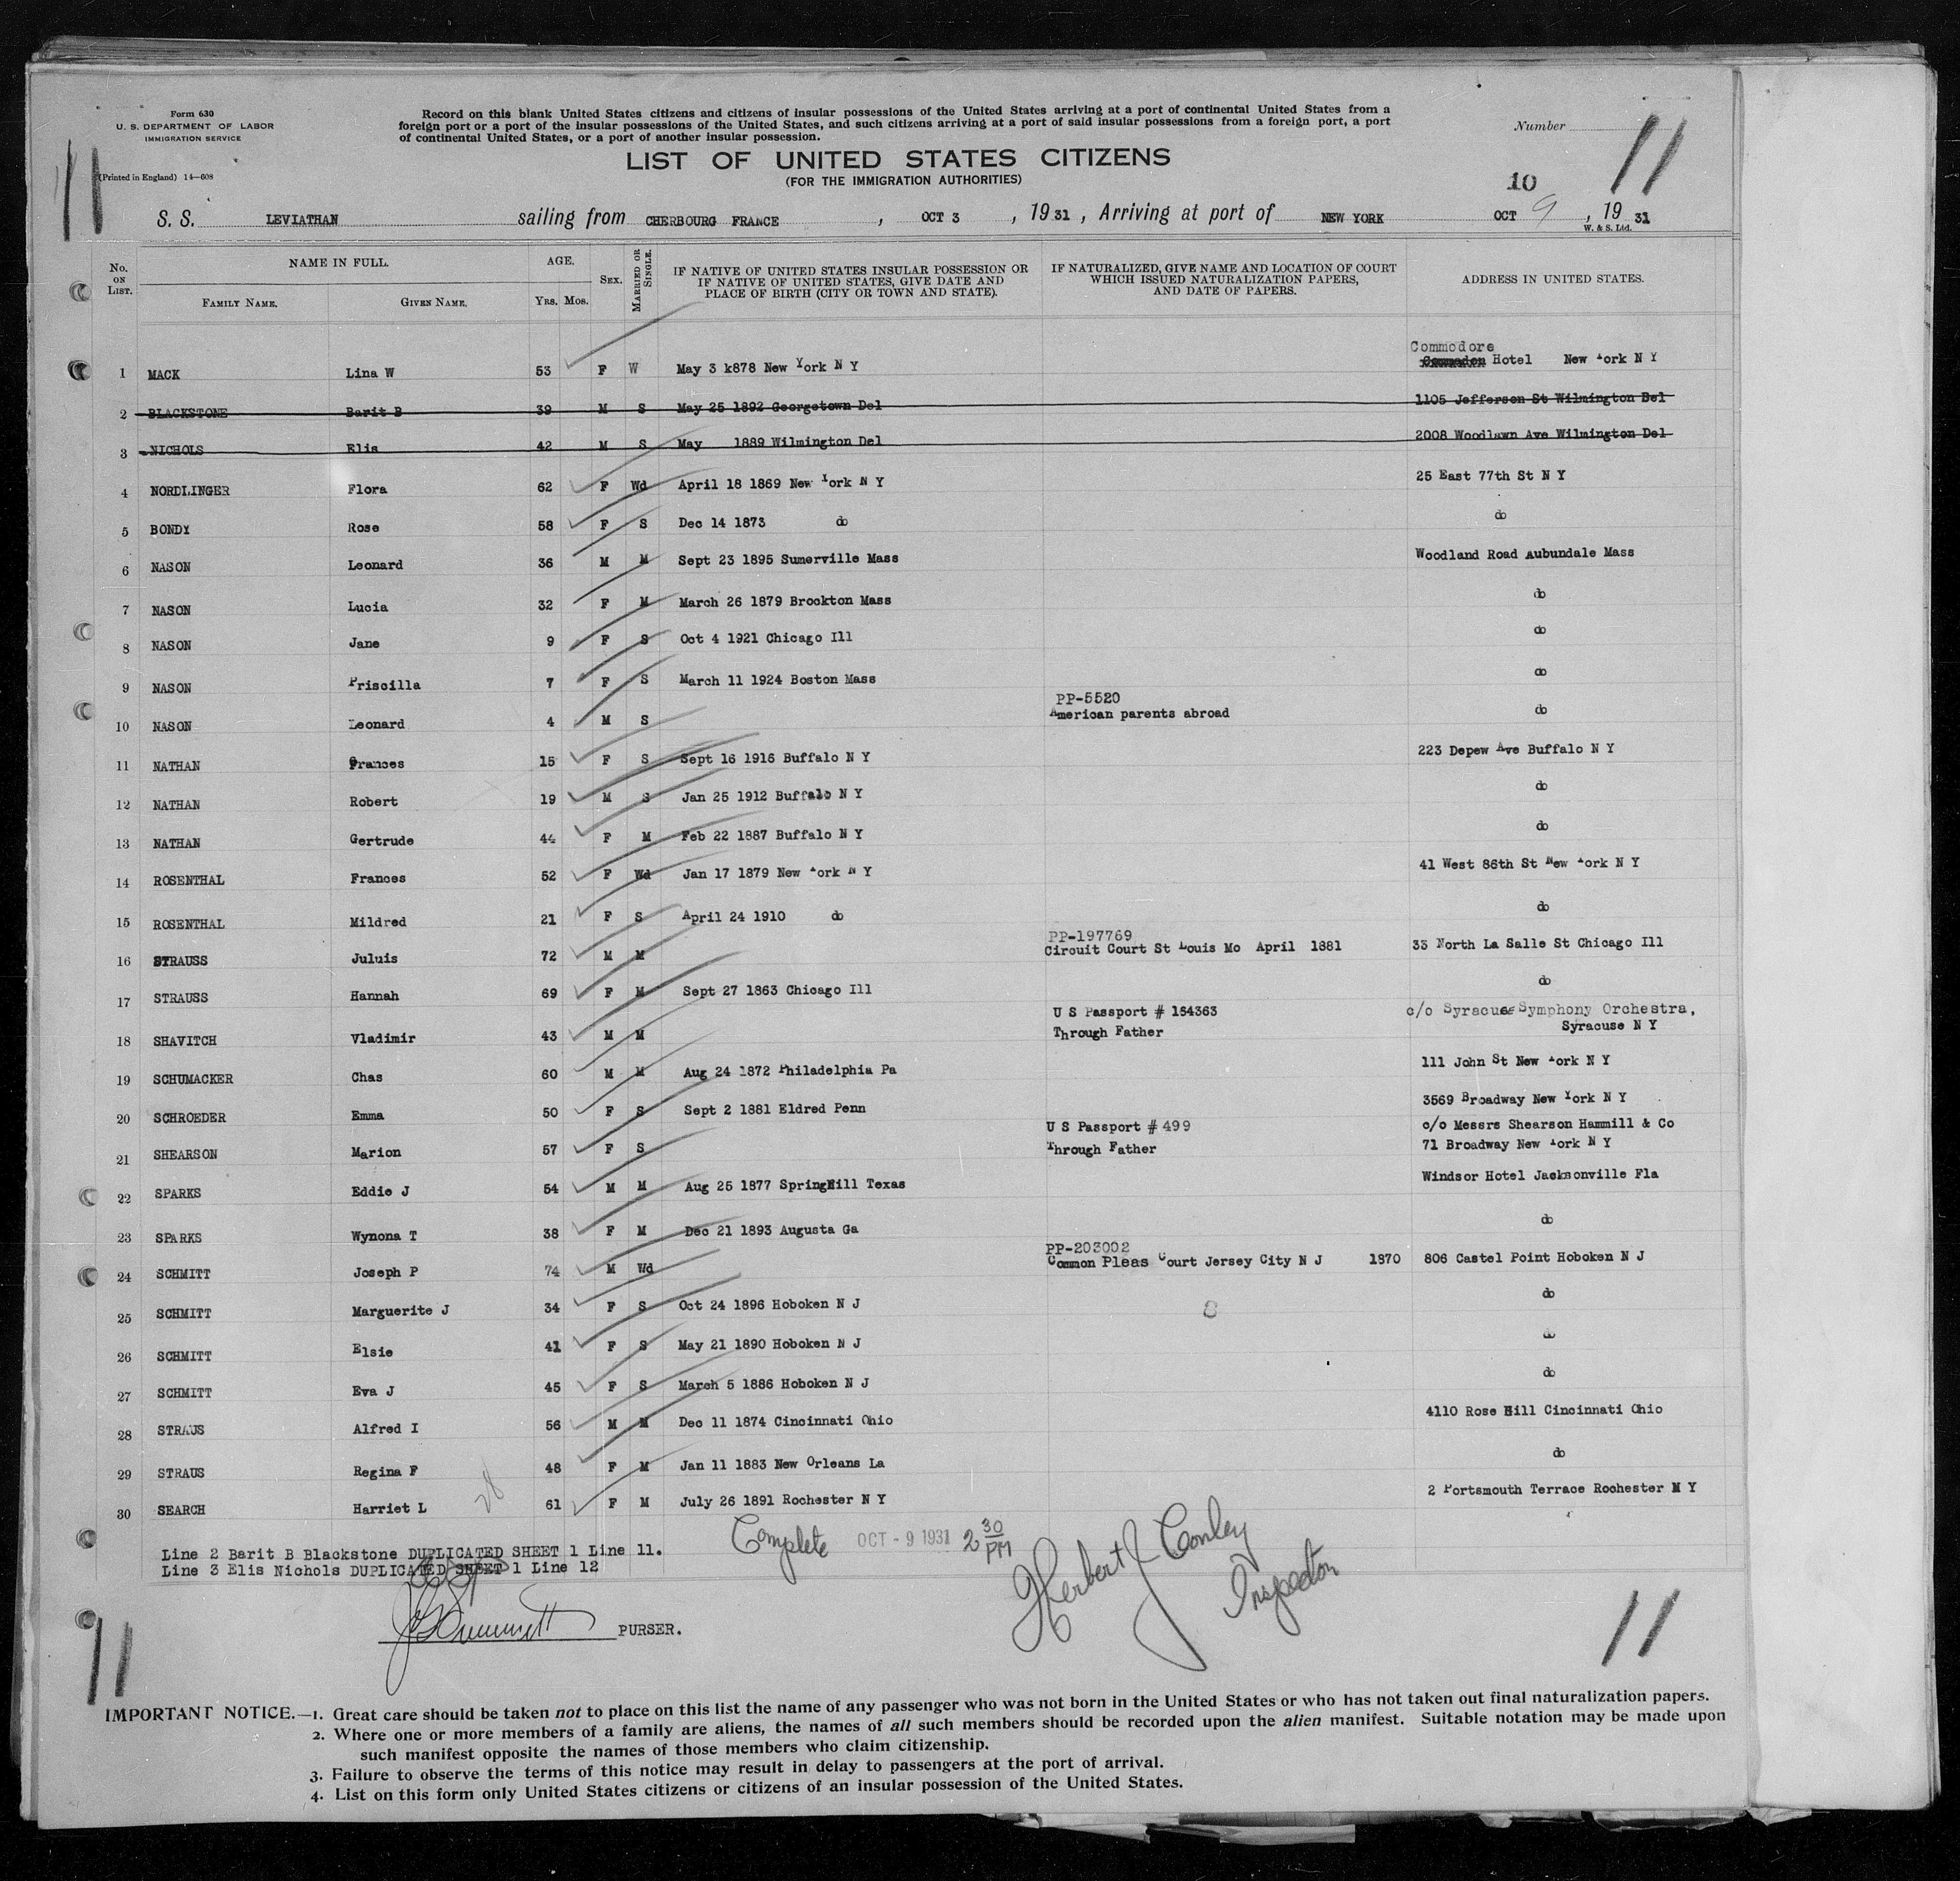 Form 630
U. S. DEPARTMENT OF LABOR
IMMIGRATION SERVICE
(Printed in England) 14—608
Record on this blank United States citizens and citizens of insular possessions of the United States arriving at a port of continental United States from a
foreign port or a port of the insular possessions of the United States, and such citizens arriving at a port of said insular possessions from a foreign port, a port
of continental United States, or a port of another insular possession.
Number
11
11
LIST OF UNITED STATES CITIZENS
(FOR THE IMMIGRATION AUTHORITIES)
10
S. S. LEVIATHAN sailing from CHERBOURG FRANCE, OCT 3, 1931, Arriving at port of NEW YORK OCT 9, 1931
W. & S. Ltd.
No. ON LIST. NAME IN FULL. FAMILY NAME. GIVEN NAME. AGE. Yrs. Mos. SEX. MARRIED OR SINGLE. IF NATIVE OF UNITED STATES INSULAR POSSESSION OR IF NATIVE OF UNITED STATES, GIVE DATE AND PLACE OF BIRTH (CITY OR TOWN AND STATE). IF NATURALIZED, GIVE NAME AND LOCATION OF COURT WHICH ISSUED NATURALIZATION PAPERS, AND DATE OF PAPERS. ADDRESS IN UNITED STATES.
Commodore
1 MACK Lina W 53 F W May 3 k878 New York N Y Hotel New York N Y
2 BLACKSTONE Barit B 39 M S May 25 1892 Georgetown Del 1105 Jefferson St Wilmington Del
3 NICHOLS Elis 42 M S May 1889 Wilmington Del 2008 Woodlawn Ave Wilmington Del
4 NORDLINGER Flora 62 F Wd April 18 1869 New York N Y 25 East 77th St N Y
5 BONDY Rose 58 F S Dec 14 1873 do do
6 NASON Leonard 36 M M Sept 23 1895 Sumerville Mass Woodland Road Aubundale Mass
7 NASON Lucia 32 F M March 26 1879 Brockton Mass do
8 NASON Jane 9 F S Oct 4 1921 Chicago Ill do
9 NASON Priscilla 7 F S March 11 1924 Boston Mass do
PP-5520
10 NASON Leonard 4 M S American parents abroad do
11 NATHAN Frances 15 F S Sept 16 1916 Buffalo N Y 223 Depew Ave Buffalo N Y
12 NATHAN Robert 19 M S Jan 25 1912 Buffalo N Y do
13 NATHAN Gertrude 44 F M Feb 22 1887 Buffalo N Y do
14 ROSENTHAL Frances 52 F Wd Jan 17 1879 New York N Y 41 West 86th St New York N Y
15 ROSENTHAL Mildred 21 F S April 24 1910 do do
PP-197769
16 STRAUSS Juluis 72 M M Circuit Court St Louis Mo April 1881 33 North La Salle St Chicago Ill
17 STRAUSS Hannah 69 F M Sept 27 1863 Chicago Ill do
U S Passport # 154363 c/o Syracuse Symphony Orchestra,
18 SHAVITCH Vladimir 43 M M Through Father Syracuse N Y
19 SCHUMACKER Chas 60 M M Aug 24 1872 Philadelphia Pa 111 John St New York N Y
20 SCHROEDER Emma 50 F S Sept 2 1881 Eldred Penn 3569 Broadway New York N Y
U S Passport # 499 c/o Messrs Shearson Hammill & Co
21 SHEARSON Marion 57 F S Through Father 71 Broadway New York N Y
22 SPARKS Eddie J 54 M M Aug 25 1877 SpringHill Texas Windsor Hotel Jacksonville Fla
23 SPARKS Wynona T 38 F M Dec 21 1893 Augusta Ga do
PP-203002
24 SCHMITT Joseph P 74 M Wd Common Pleas Court Jersey City N J 1870 806 Castel Point Hoboken N J
25 SCHMITT Marguerite J 34 F S Oct 24 1896 Hoboken N J 8 do
26 SCHMITT Elsie 41 F S May 21 1890 Hoboken N J do
27 SCHMITT Eva J 45 F S March 5 1886 Hoboken N J do
28 STRAUS Alfred I 56 M M Dec 11 1874 Cincinnati Ohio 4110 Rose Hill Cincinnati Ohio
29 STRAUS Regina F 48 F M Jan 11 1883 New Orleans La do
30 SEARCH Harriet L 28 61 F M July 26 1891 Rochester N Y 2 Portsmouth Terrace Rochester N Y
Line 2 Barit B Blackstone DUPLICATED SHEET 1 Line 11.
Line 3 Elis Nichols DUPLICATED SHEET 1 Line 12
Complete OCT - 9 1931 2 30 PM
Herbert J Conley
Inspector
PURSER.
11
11
IMPORTANT NOTICE.—1. Great care should be taken not to place on this list the name of any passenger who was not born in the United States or who has not taken out final naturalization papers.
2. Where one or more members of a family are aliens, the names of all such members should be recorded upon the alien manifest. Suitable notation may be made upon
such manifest opposite the names of those members who claim citizenship.
3. Failure to observe the terms of this notice may result in delay to passengers at the port of arrival.
4. List on this form only United States citizens or citizens of an insular possession of the United States.